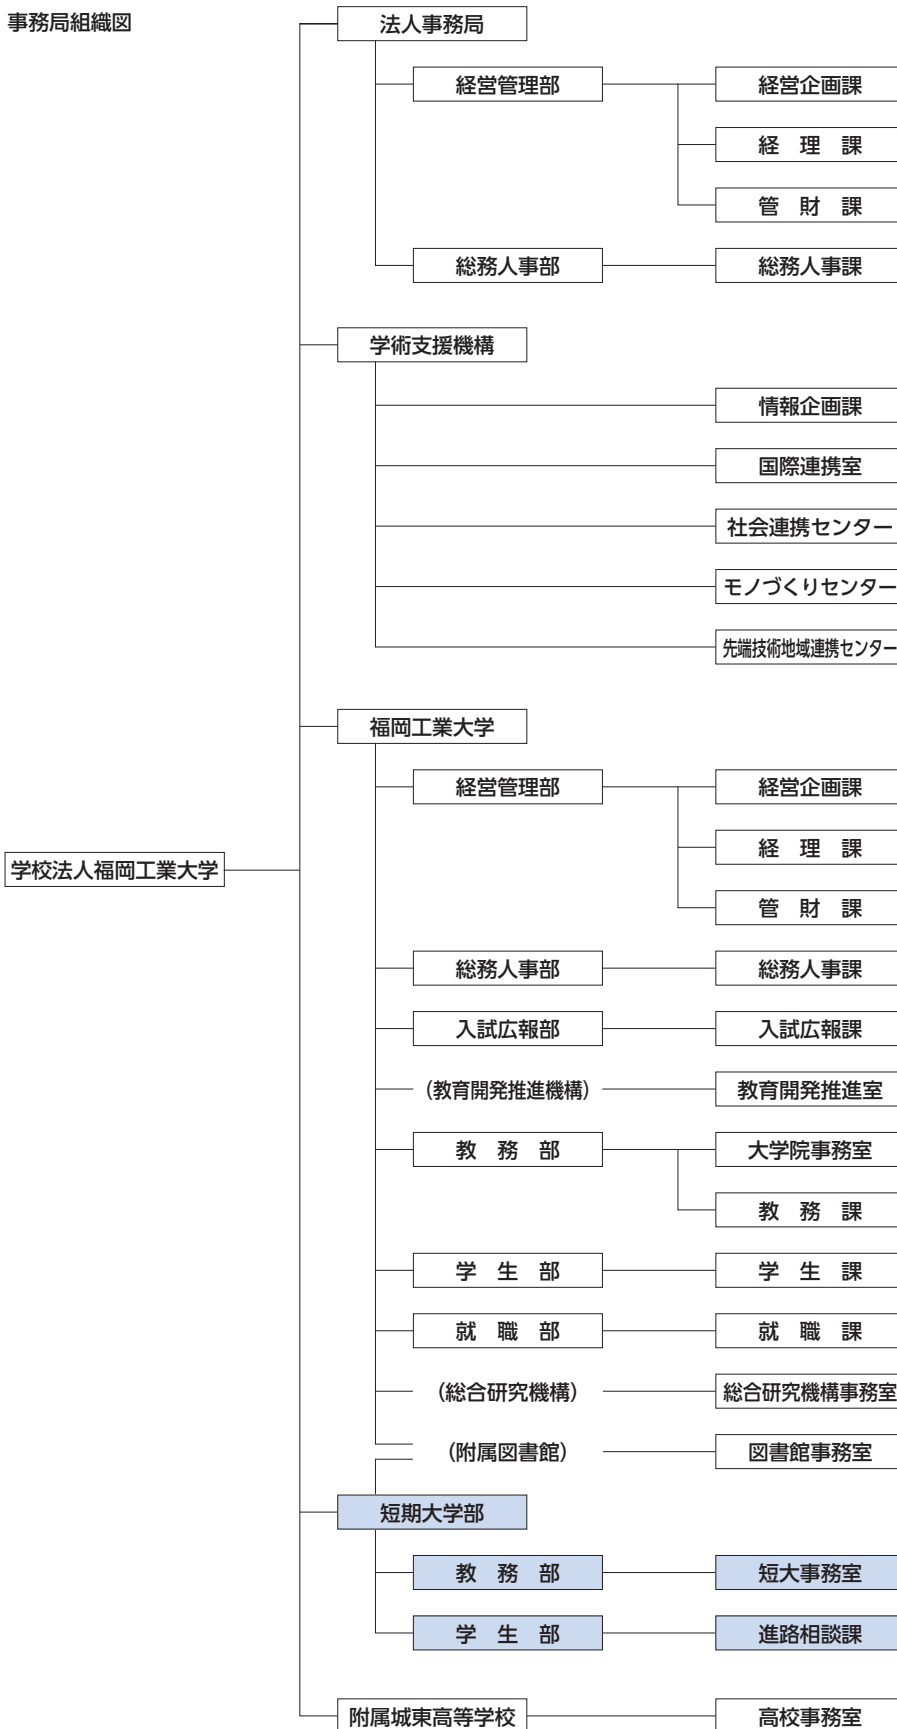 事務局組織図
法人事務局
経営管理部
経営企画課
経　理　課
管　財　課
総務人事部
総務人事課
学術支援機構
情報企画課
国際連携室
社会連携センター
モノづくりセンター
先端技術地域連携センター
福岡工業大学
経営管理部
経営企画課
学校法人福岡工業大学
経　理　課
管　財　課
総務人事部
総務人事課
入試広報部
入試広報課
（教育開発推進機構）
教育開発推進室
教　務　部
大学院事務室
教　務　課
学　生　部
学　生　課
就　職　部
就　職　課
（総合研究機構）
総合研究機構事務室
（附属図書館）
図書館事務室
短期大学部
教　務　部
短大事務室
学　生　部
進路相談課
附属城東高等学校
高校事務室